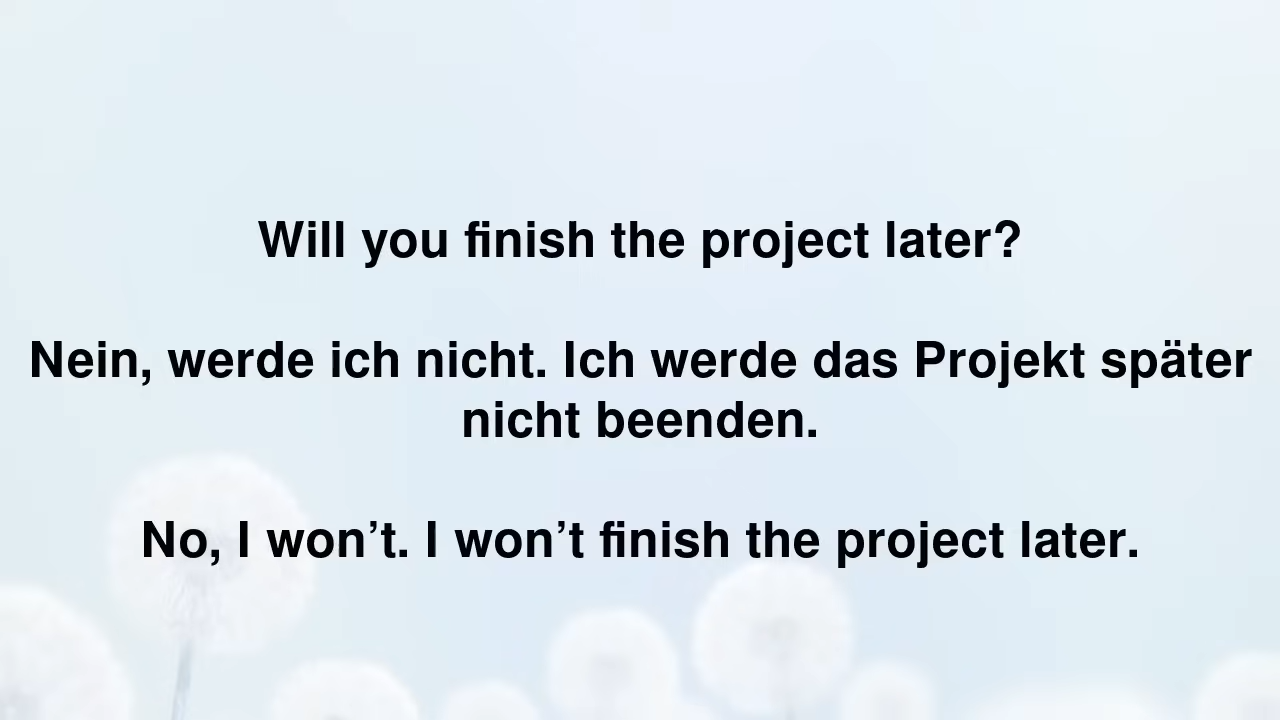 Will you finish the project later?
Nein, werde ich nicht. Ich werde das Projekt später
nicht beenden.
No, I won’t. I won’t finish the project later.